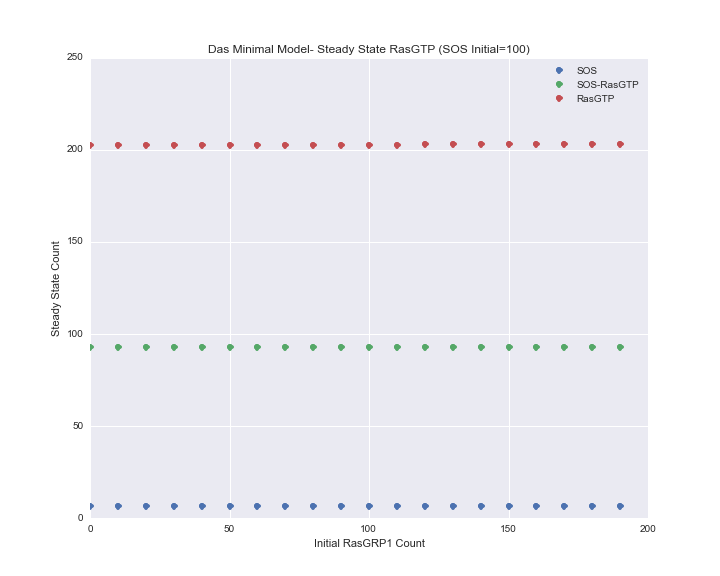 Das Minimal Model- Steady State RasGTP (SOS Initial=100)
250
200
150
100
50
0
Steady State Count
SOS
SOS-RasGTP
RasGTP
0 50 100 150 200
Initial RasGRP1 Count